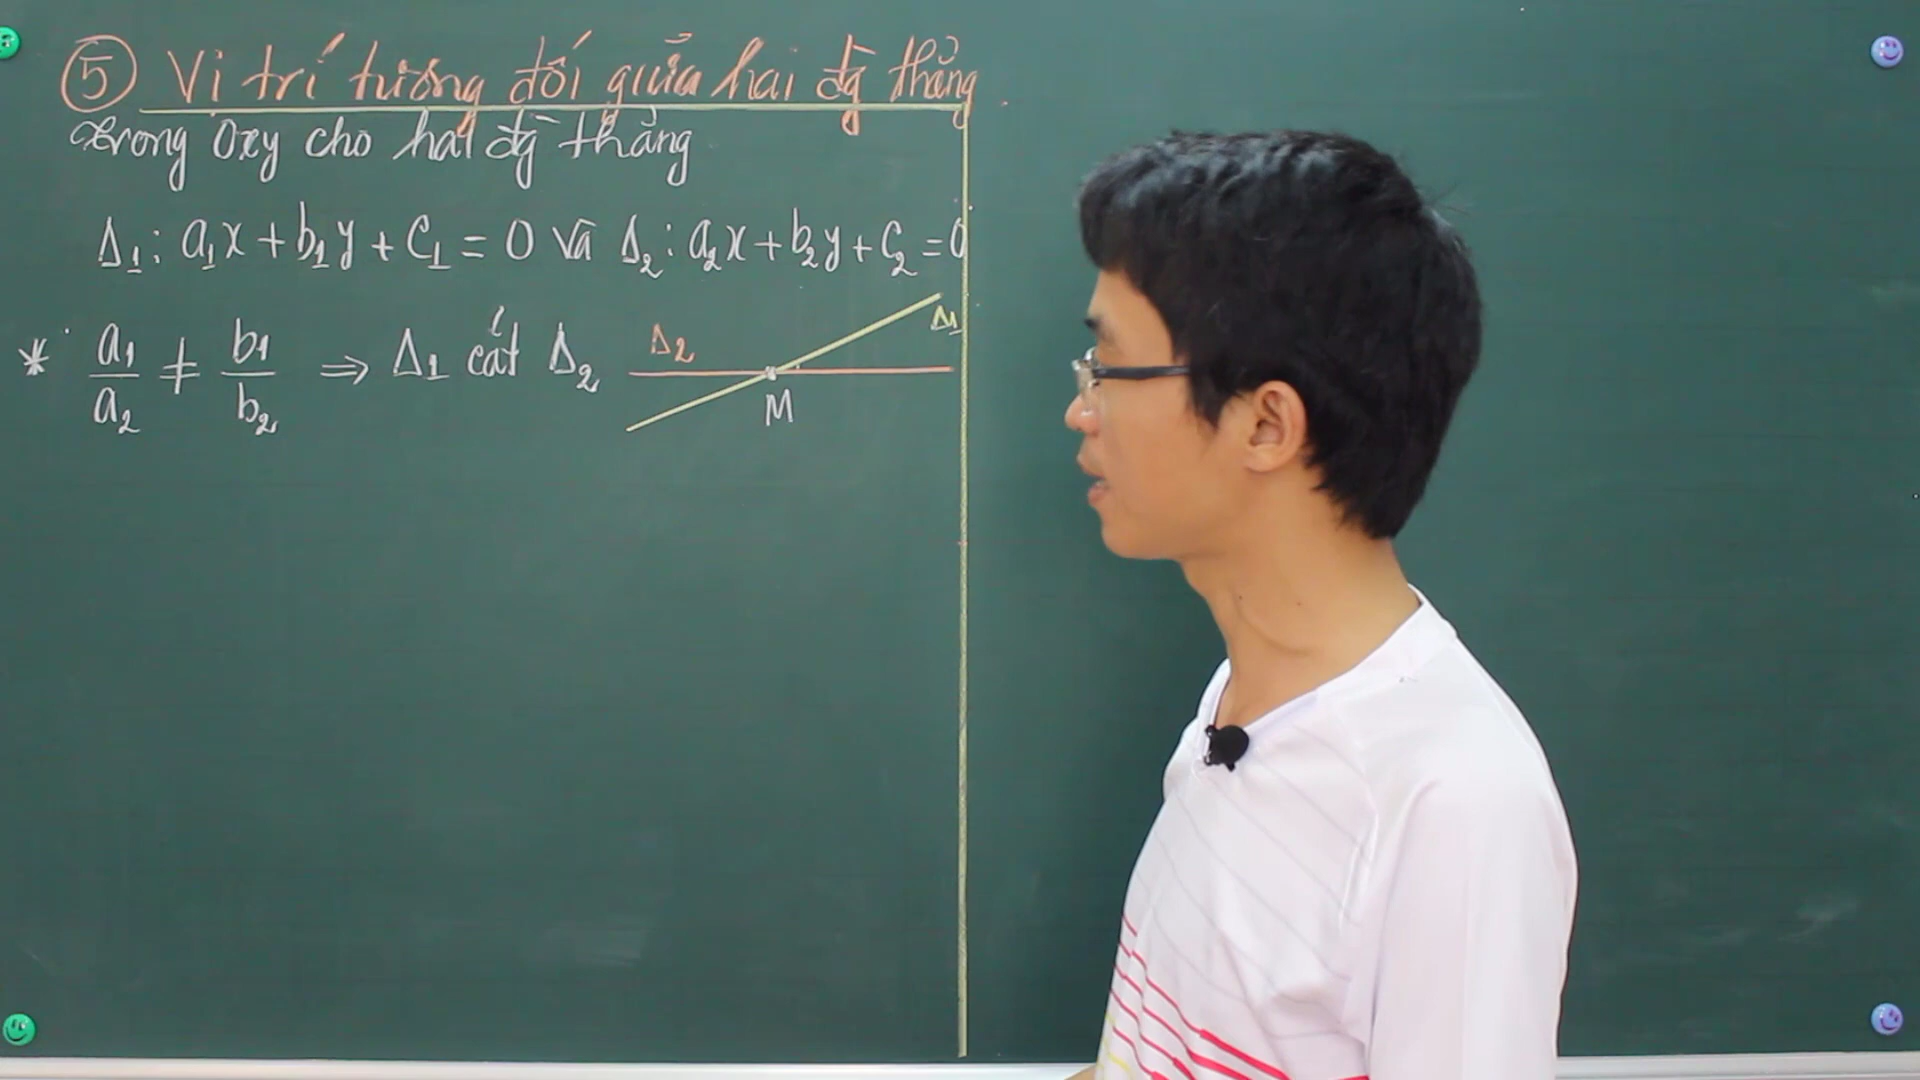 ⑤ Vị trí tương đối giữa hai đg̀ thẳng.
Trong Oxy cho hai đg̀ thẳng
Δ₁: a₁x + b₁y + c₁ = 0 và Δ₂: a₂x + b₂y + c₂ = 0
* a₁/a₂ ≠ b₁/b₂ ⇒ Δ₁ cắt Δ₂
Δ₂
Δ₁
M